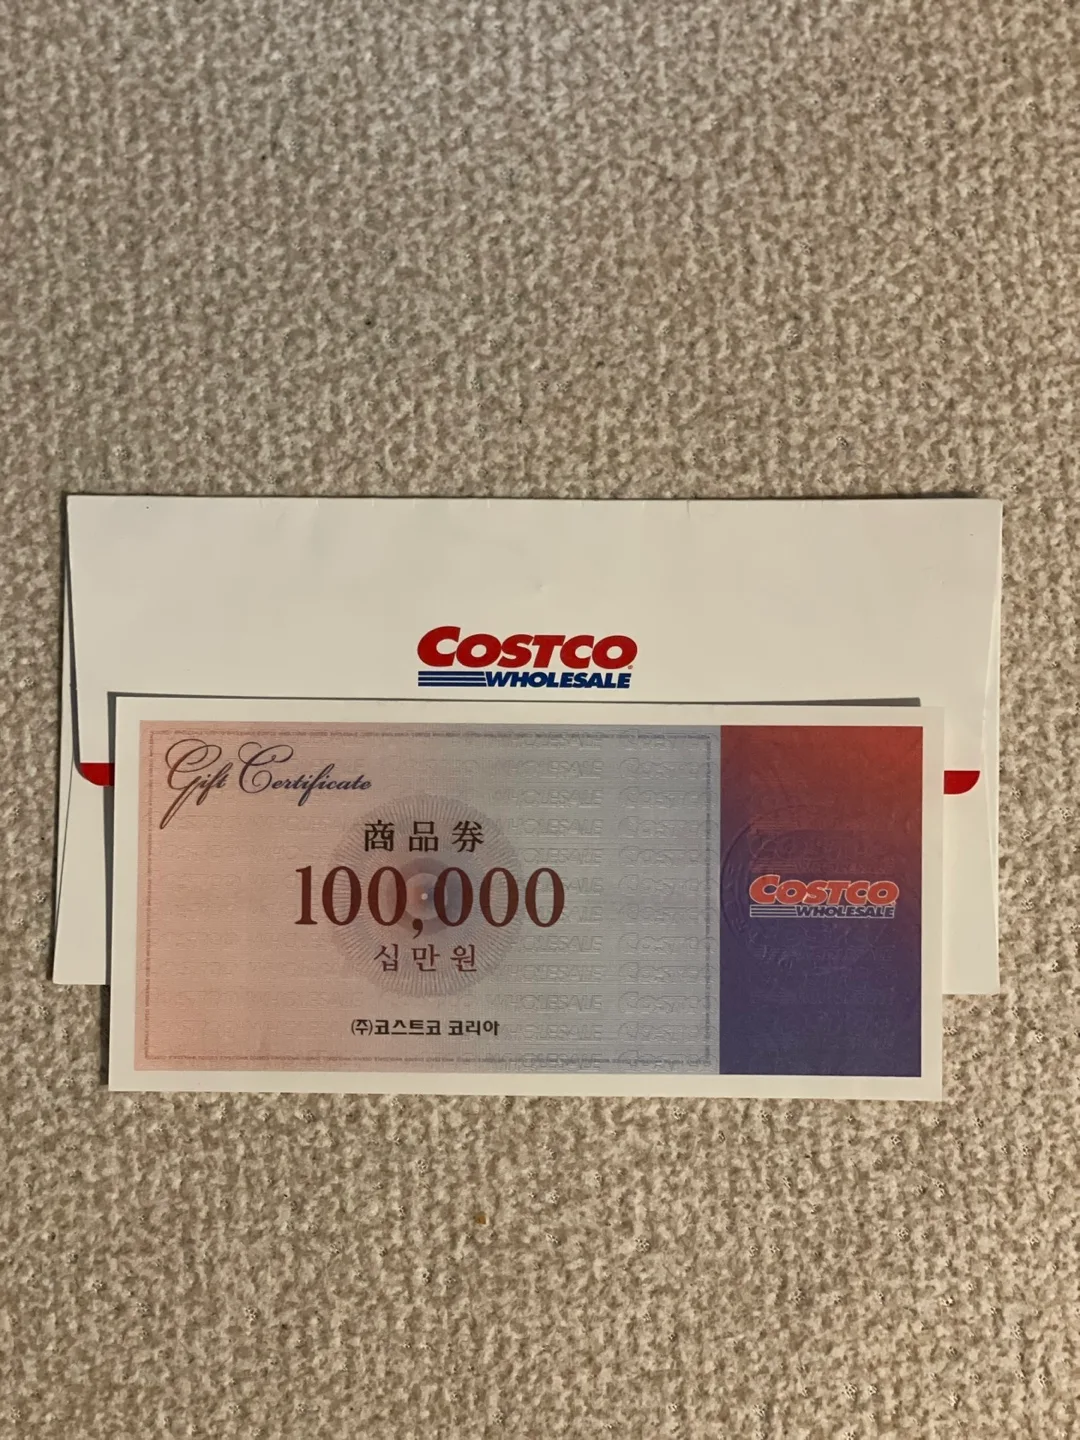 COSTCO
WHOLESALE
Gift Certificate
商品券
100,000
십만원
(주)코스트코 코리아
COSTCO
WHOLESALE